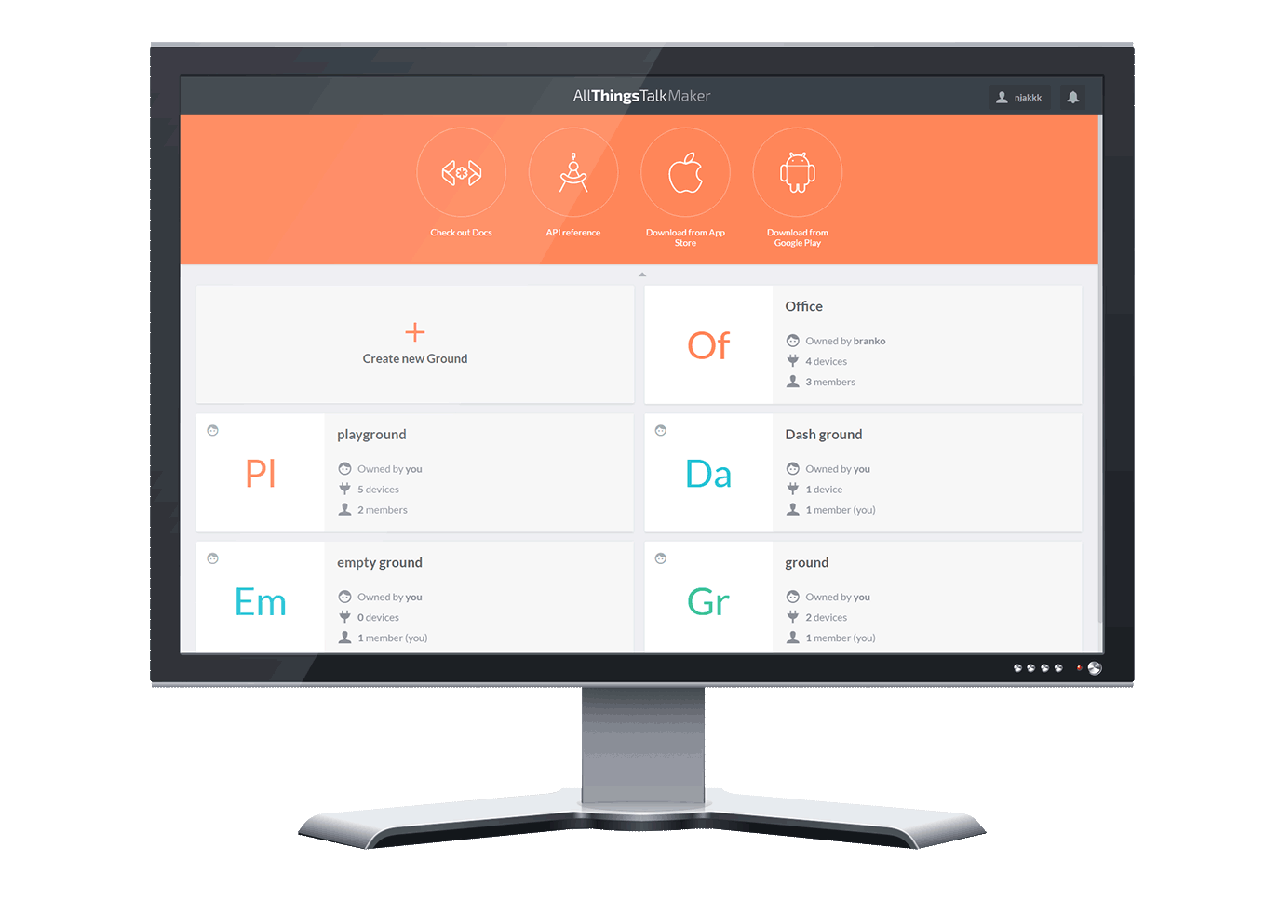 AllThingsTalkMaker
njakkk
Check out Docs
API reference
Download from App
Store
Download from
Google Play
Create new Ground
Of
Office
Owned by branko
4 devices
3 members
Pl
playground
Owned by you
5 devices
2 members
Da
Dash ground
Owned by you
1 device
1 member (you)
Em
empty ground
Owned by you
0 devices
1 member (you)
Gr
ground
Owned by you
2 devices
1 member (you)